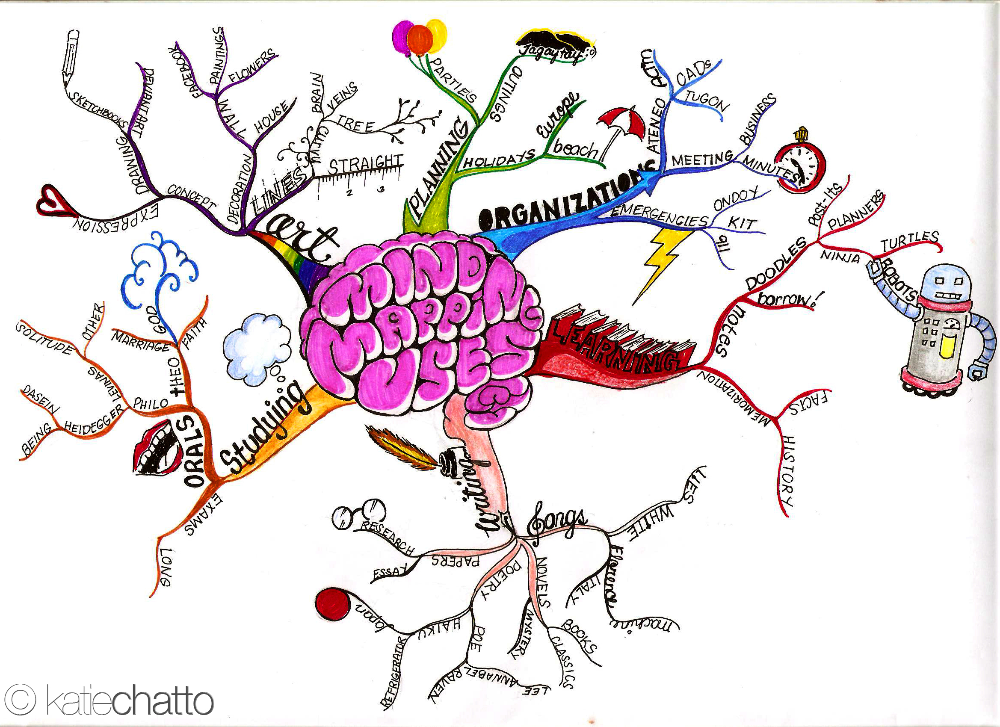 MIND
MAPPING
USES
art
CONCEPT
DRAWING
SKETCHBOOKS
DEVIANTART
EXPRESSION
DECORATION
WALL
FACEBOOK
PAINTINGS
FLOWERS
HOUSE
LINES
curvy
BRAIN
VEINS
TREE
STRAIGHT
1 2 3
PLANNING
PARTIES
OUTINGS
Tagaytay :o)
HOLIDAYS
Europe
beach
ORGANIZATIONS
ATENEO
ACTM
CADs
TUGON
MEETING
BUSINESS
MINUTES
EMERGENCIES
ONDOY
KIT
911
LEARNING
notes
DOODLES
Post-Its
PLANNERS
NINJA
TURTLES
ROBOTS
borrow!
MEMORIZATION
FACTS
HISTORY
writing
Songs
WHITE
LIES
Florence
ITALY
machine
NOVELS
MYSTERY
BOOKS
CLASSICS
POETRY
HAIKU
Japan
REFRIGERATOR
POE
RAVEN
ANNABEL
LEE
PAPERS
RESEARCH
ESSAY
Studying
ORALS
THEO
GOD
MARRIAGE
FAITH
PHILO
LEVINAS
SOLITUDE
OTHER
HEIDEGGER
DASEIN
BEING
EXAMS
LONG
© katiechatto